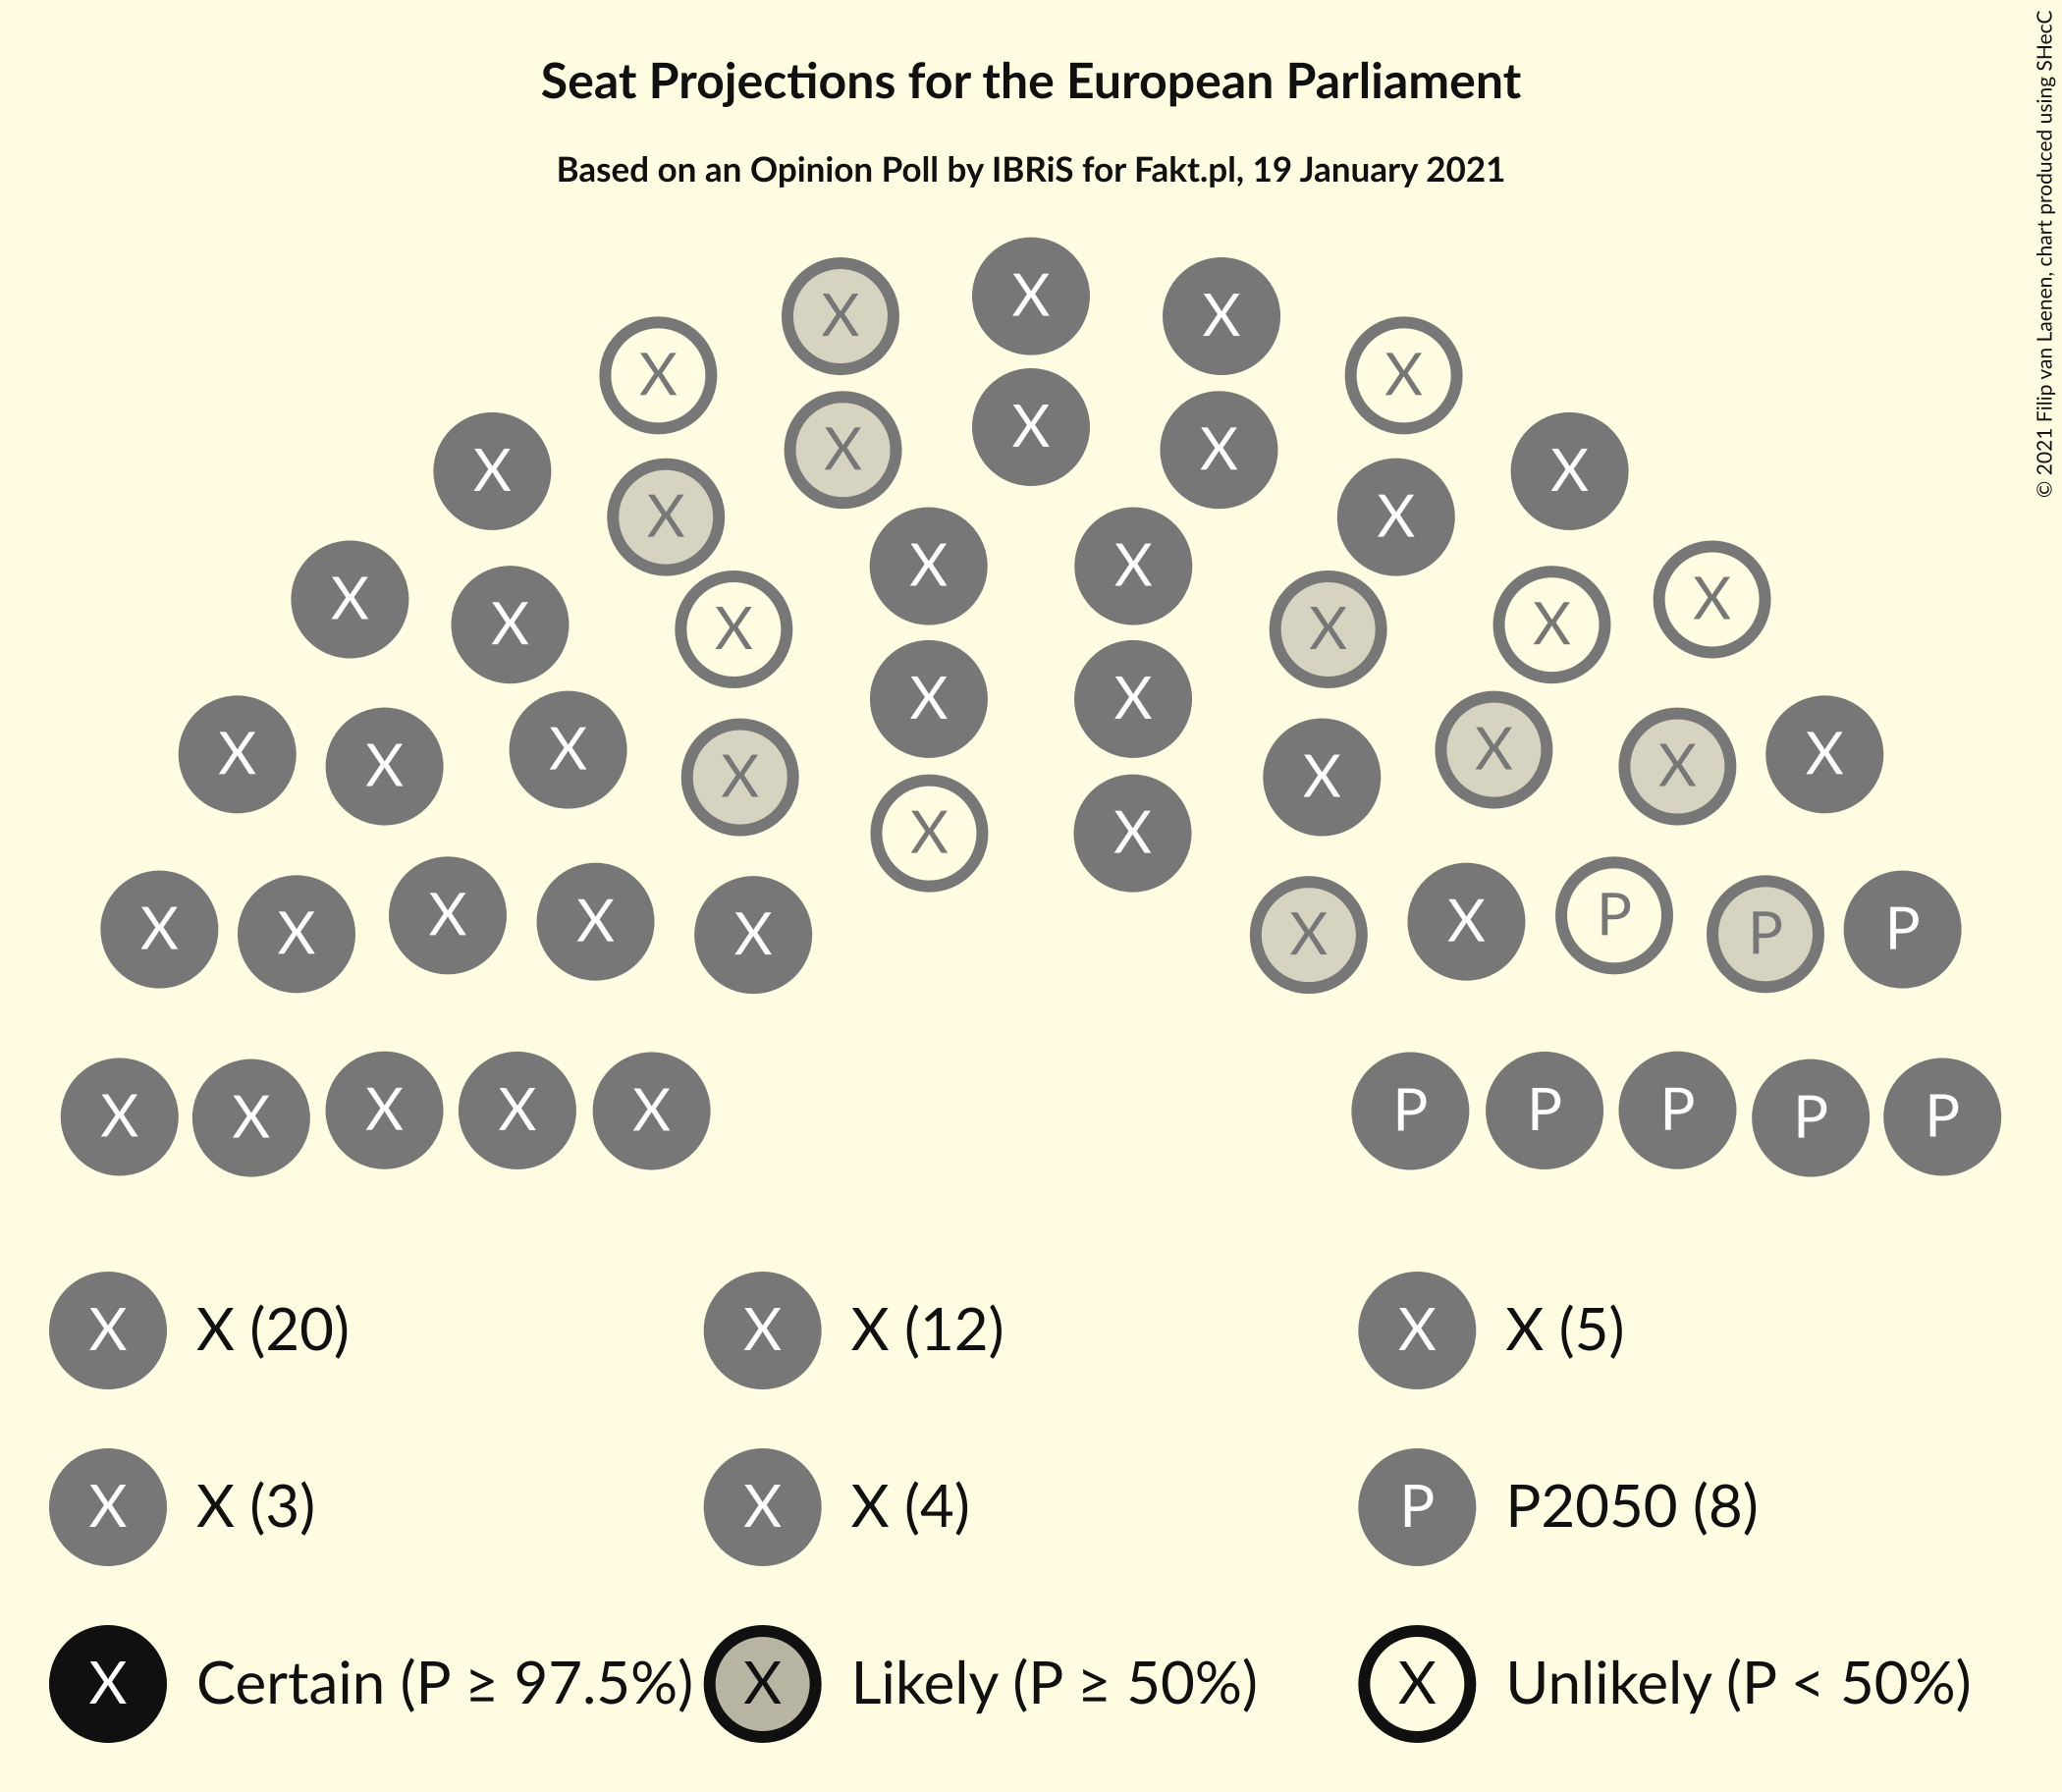 Seat Projections for the European Parliament
Based on an Opinion Poll by IBRiS for Fakt.pl, 19 January 2021
© 2021 Filip van Laenen, chart produced using SHecC
X
X X X
X X
X
X X X
X X
X X
X X
X X X X X X
X X
X X X X X X X X
X X
X X X X X X X P P P
X X X X X P P P P P
X X (20) X X (12) X X (5)
X X (3) X X (4) P P2050 (8)
X Certain (P ≥ 97.5%) X Likely (P ≥ 50%) X Unlikely (P < 50%)